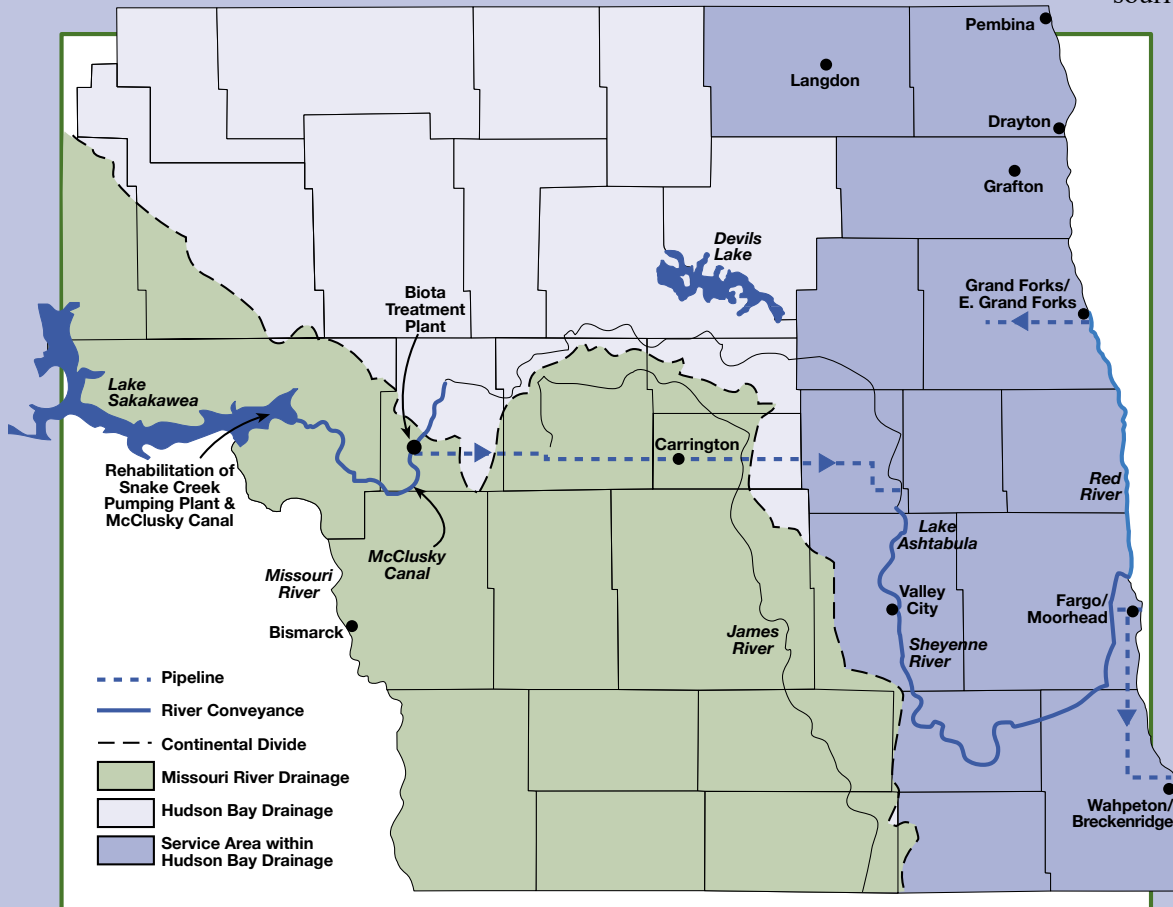 Pembina
Langdon
Drayton
Grafton
Devils
Lake
Grand Forks/
E. Grand Forks
Biota
Treatment
Plant
Lake
Sakakawea
Carrington
Rehabilitation of
Snake Creek
Pumping Plant &
McClusky Canal
Red
River
Lake
Ashtabula
McClusky
Canal
Missouri
River
Valley
City
Fargo/
Moorhead
Bismarck
James
River
Sheyenne
River
Pipeline
River Conveyance
Continental Divide
Missouri River Drainage
Hudson Bay Drainage
Service Area within
Hudson Bay Drainage
Wahpeton/
Breckenridge